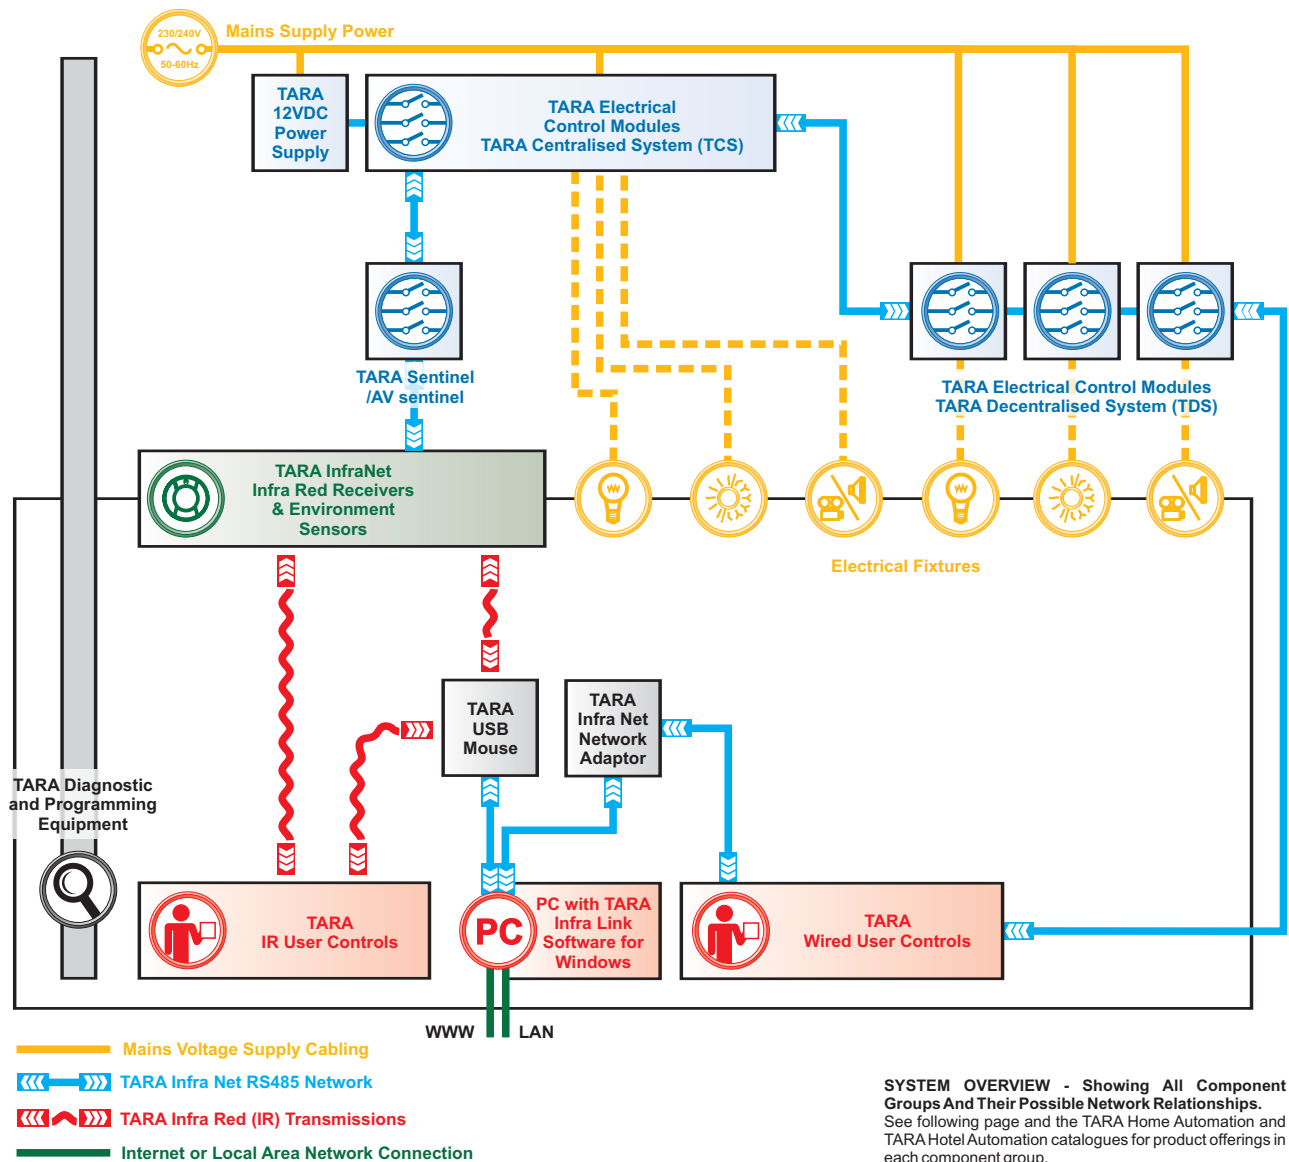 230/240V
50-60Hz
Mains Supply Power
TARA
12VDC
Power
Supply
TARA Electrical
Control Modules
TARA Centralised System (TCS)
TARA Sentinel
/AV sentinel
TARA Electrical Control Modules
TARA Decentralised System (TDS)
TARA InfraNet
Infra Red Receivers
& Environment
Sensors
Electrical Fixtures
TARA
USB
Mouse
TARA
Infra Net
Network
Adaptor
TARA Diagnostic
and Programming
Equipment
TARA
IR User Controls
PC
PC with TARA
Infra Link
Software for
Windows
TARA
Wired User Controls
WWW
LAN
Mains Voltage Supply Cabling
TARA Infra Net RS485 Network
TARA Infra Red (IR) Transmissions
Internet or Local Area Network Connection
SYSTEM OVERVIEW - Showing All Component
Groups And Their Possible Network Relationships.
See following page and the TARA Home Automation and
TARA Hotel Automation catalogues for product offerings in
each component group.